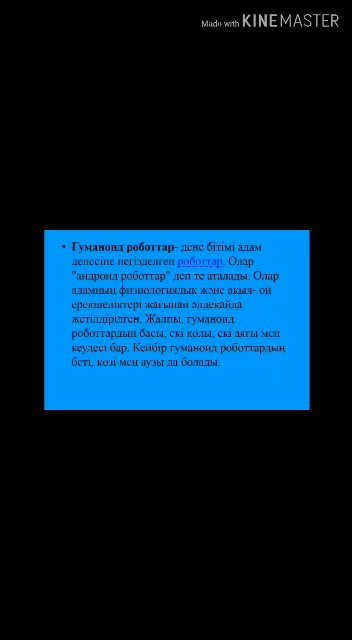 Made with KINEMASTER
• Гуманоид роботтар- дене бітімі адам
денесіне негізделген роботтар. Олар
"андроид роботтар" деп те аталады. Олар
адамның физиологиялық және ақыл- ой
ерекшеліктері жағынан әлдеқайда
жетілдірілген. Жалпы, гуманоид
роботтардың басы, екі қолы, екі аяғы мен
кеудесі бар. Кейбір гуманоид роботтардың
беті, көзі мен аузы да болады.